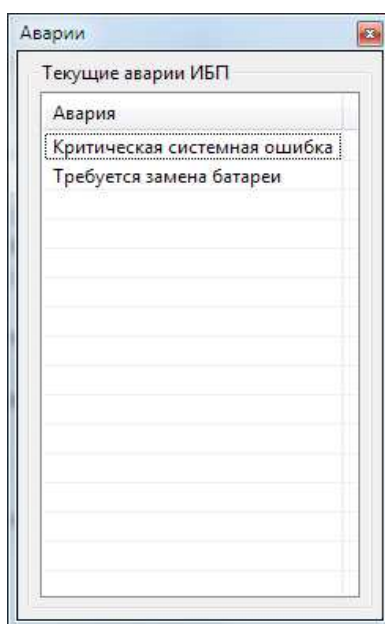 Аварии
Текущие аварии ИБП
Авария
Критическая системная ошибка
Требуется замена батареи